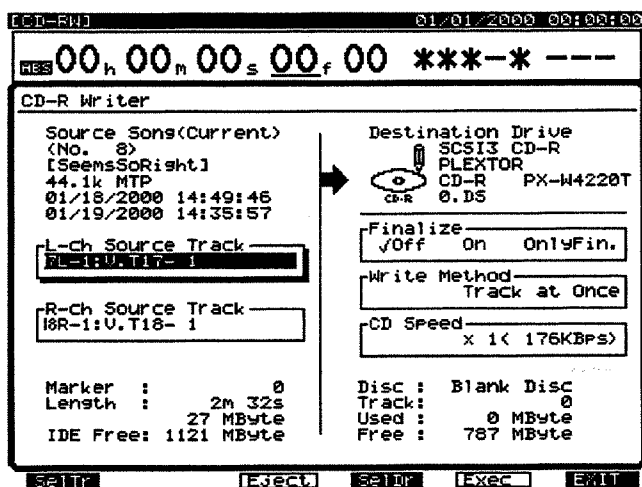 [CD-RW] 01/01/2000 00:00:00
ABS 00h 00m 00s 00f 00 ***-* ---
CD-R Writer
Source Song(Current)
(No. 8)
[SeemsSoRight]
44.1k MTP
01/18/2000 14:49:46
01/19/2000 14:35:57
L-ch Source Track
7L-1:V.T17- 1
R-ch Source Track
18R-1:V.T18- 1
Marker : 0
Length : 2m 32s
27 MByte
IDE Free: 1121 MByte
Destination Drive
SCSI3 CD-R
PLEXTOR
CD-R PX-W4220T
0.DS
CD-R
Finalize
√Off On OnlyFin.
Write Method
Track at Once
CD Speed
x 1( 176KBps)
Disc : Blank Disc
Track: 0
Used : 0 MByte
Free : 787 MByte
SelTr Eject SelDr Exec EXIT